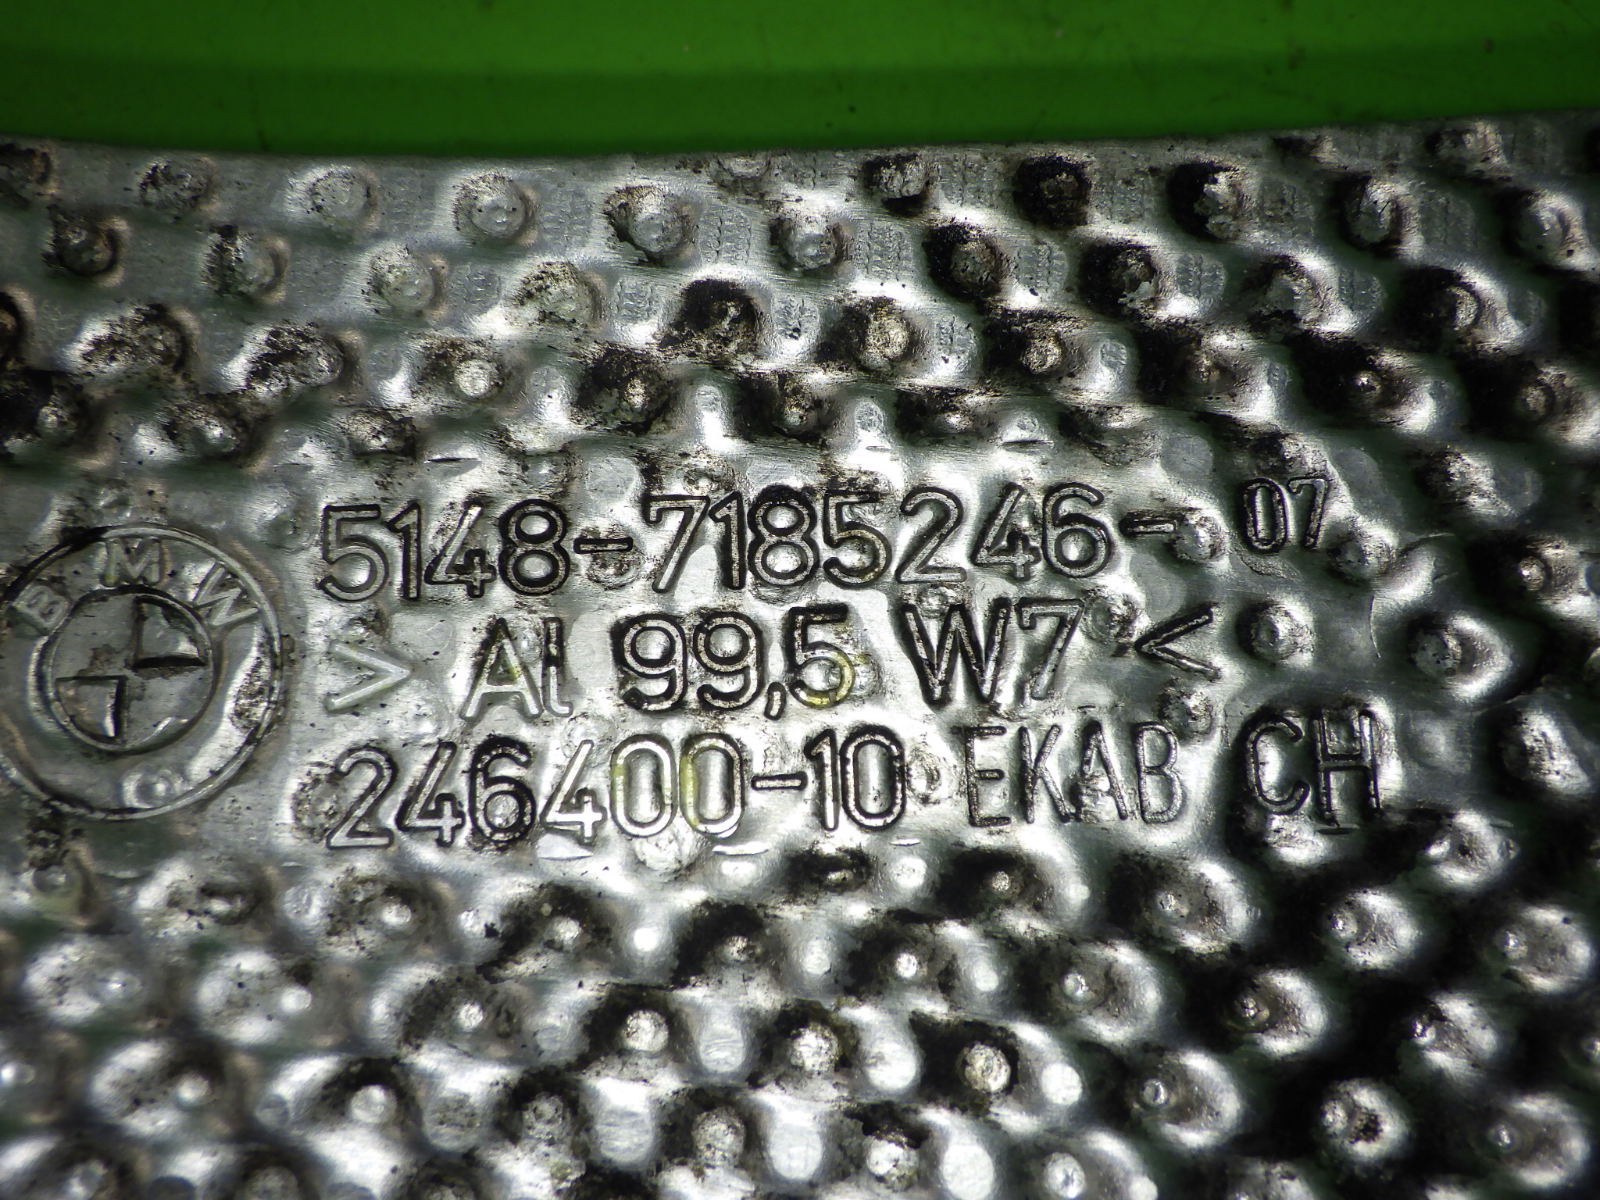 BMW
5148-7185246-07
> Al 99,5 W7 <
246400-10 EKAB CH